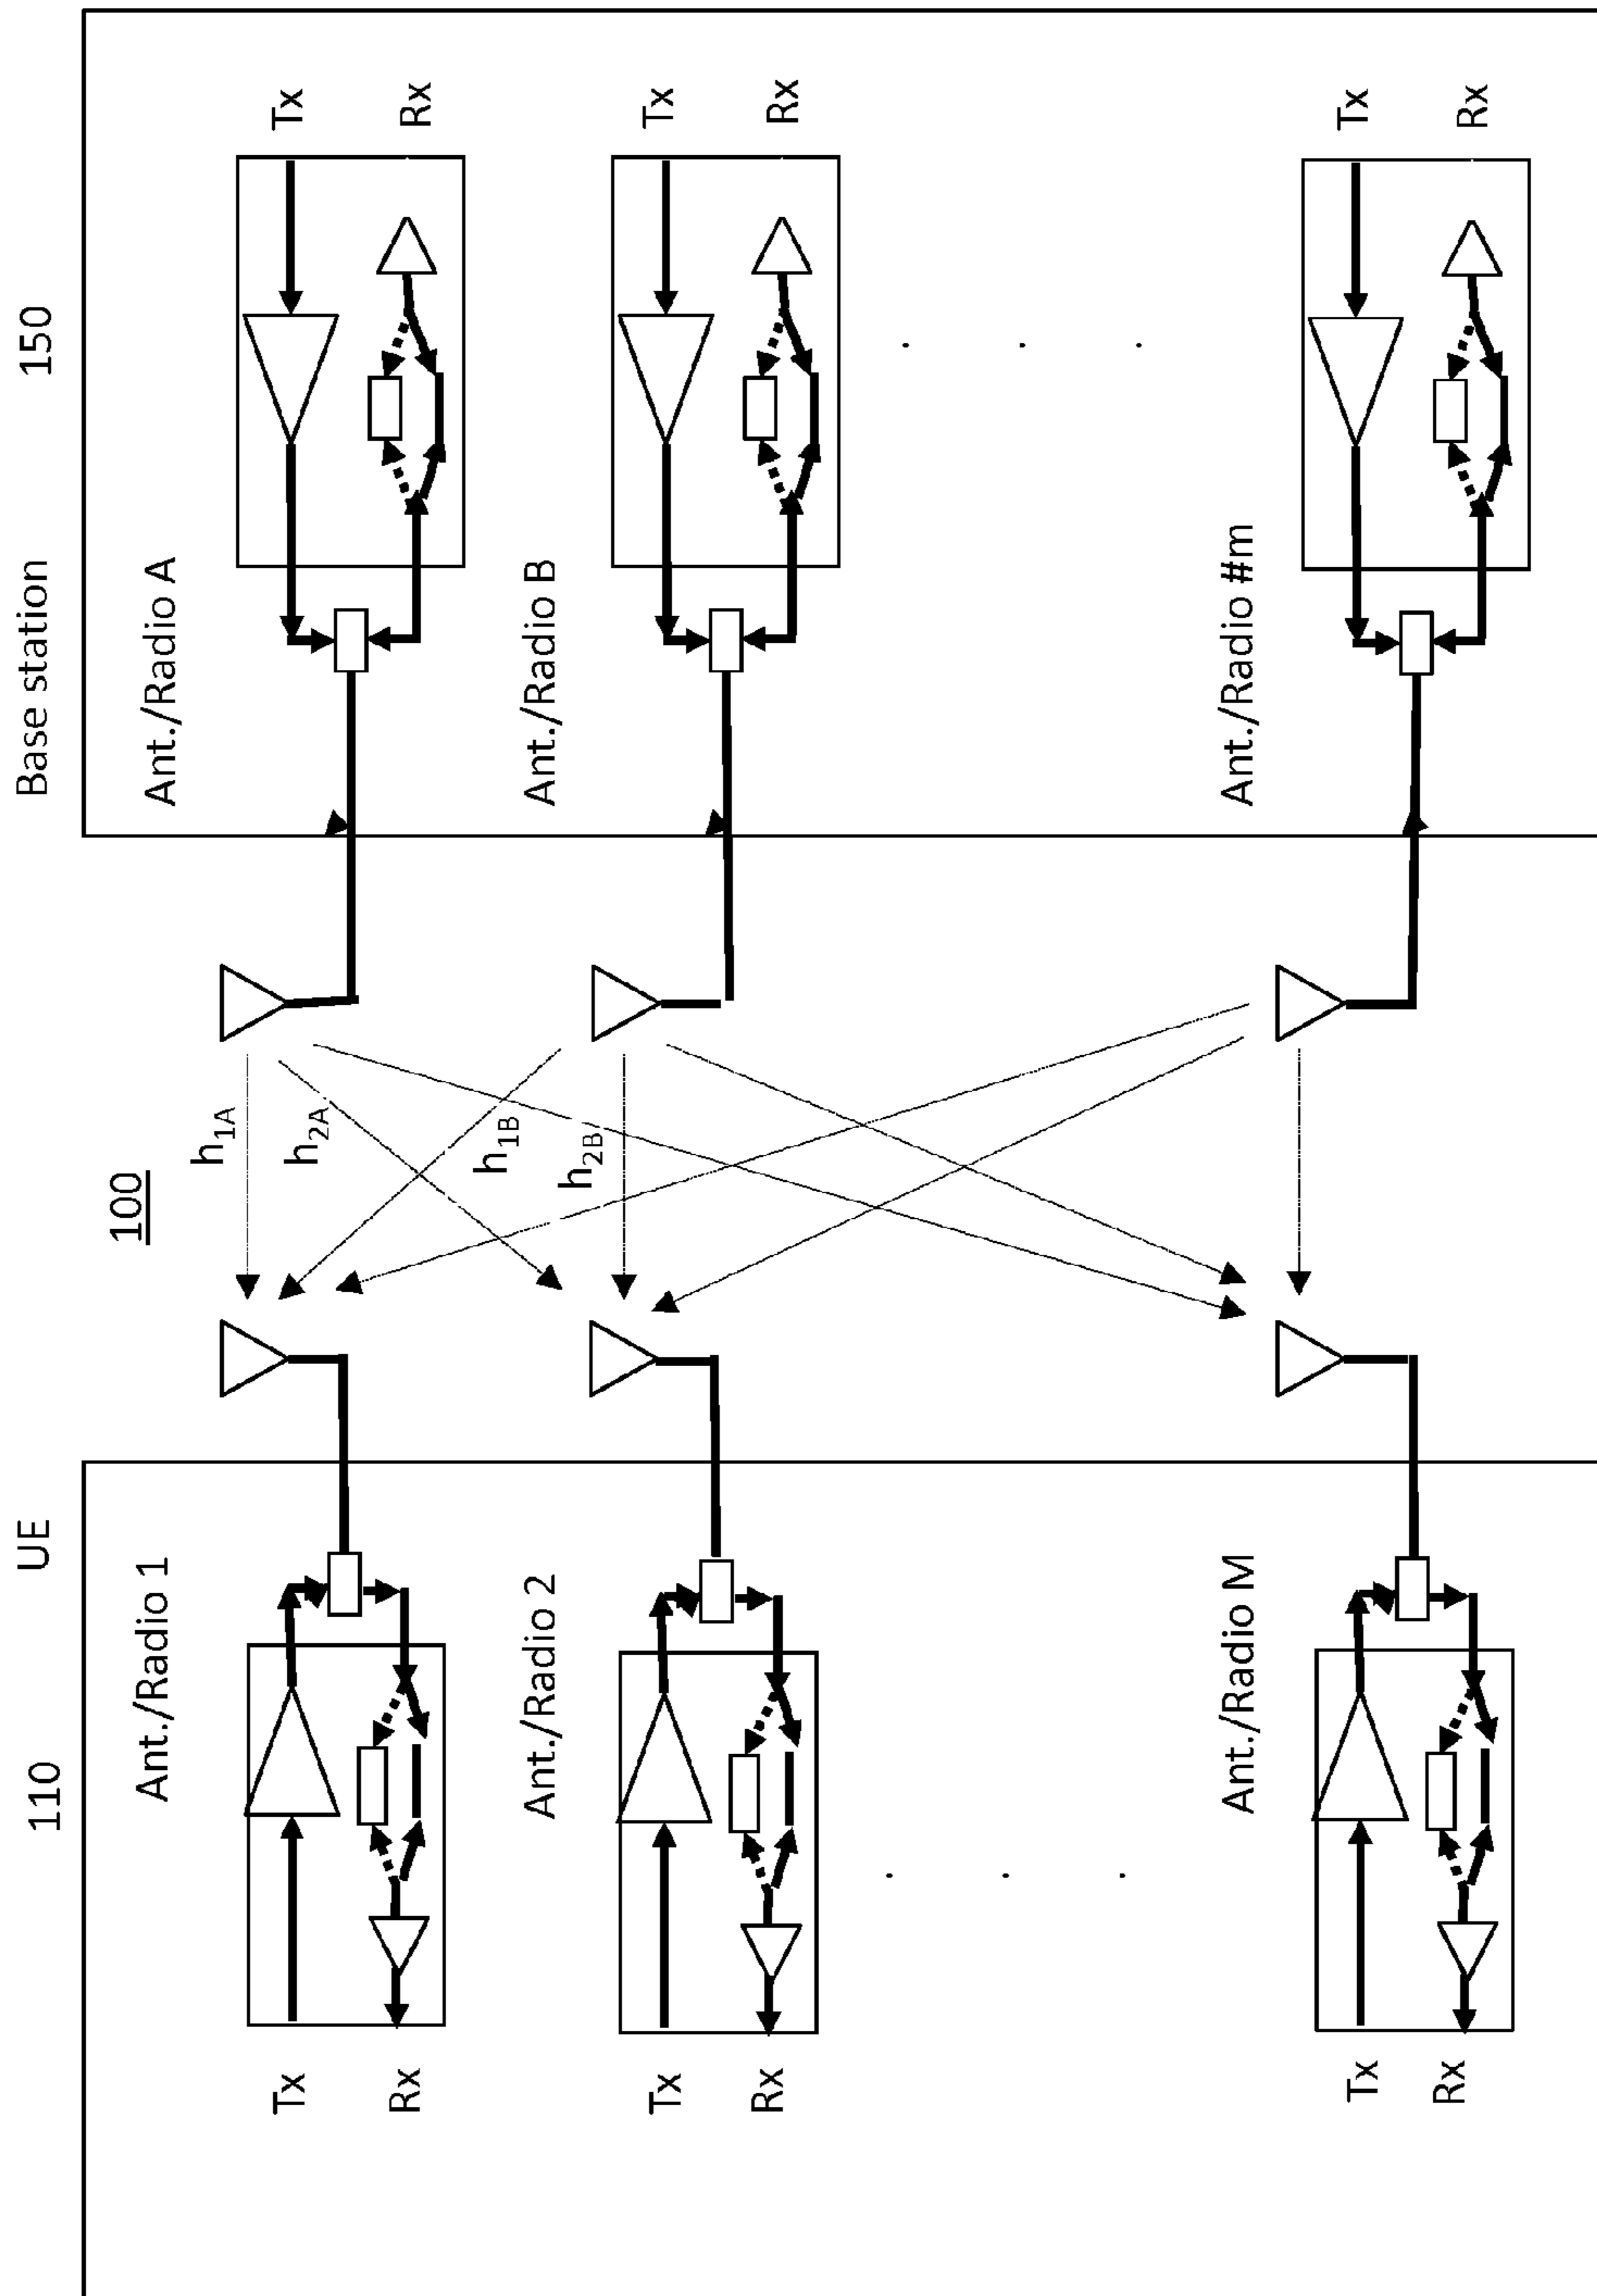 UE
110
100
Base station
150
Ant./Radio 1
Tx
Rx
h1A
h2A
Ant./Radio A
Tx
Rx
Ant./Radio 2
Tx
Rx
h1B
h2B
Ant./Radio B
Tx
Rx
. . .
. . .
Ant./Radio M
Tx
Rx
Ant./Radio #m
Tx
Rx